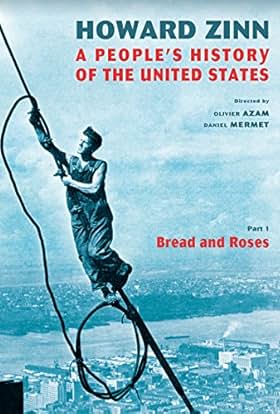 HOWARD ZINN
A PEOPLE'S HISTORY
OF THE UNITED STATES
Directed by
OLIVIER AZAM
DANIEL MERMET
Part 1
Bread and Roses